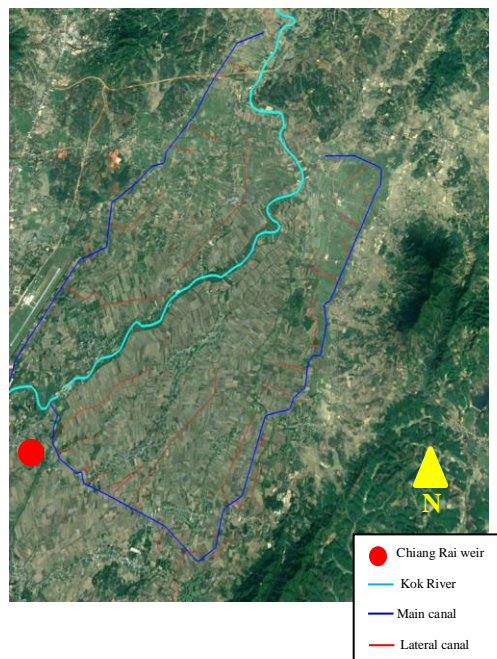 N
Chiang Rai weir
Kok River
Main canal
Lateral canal